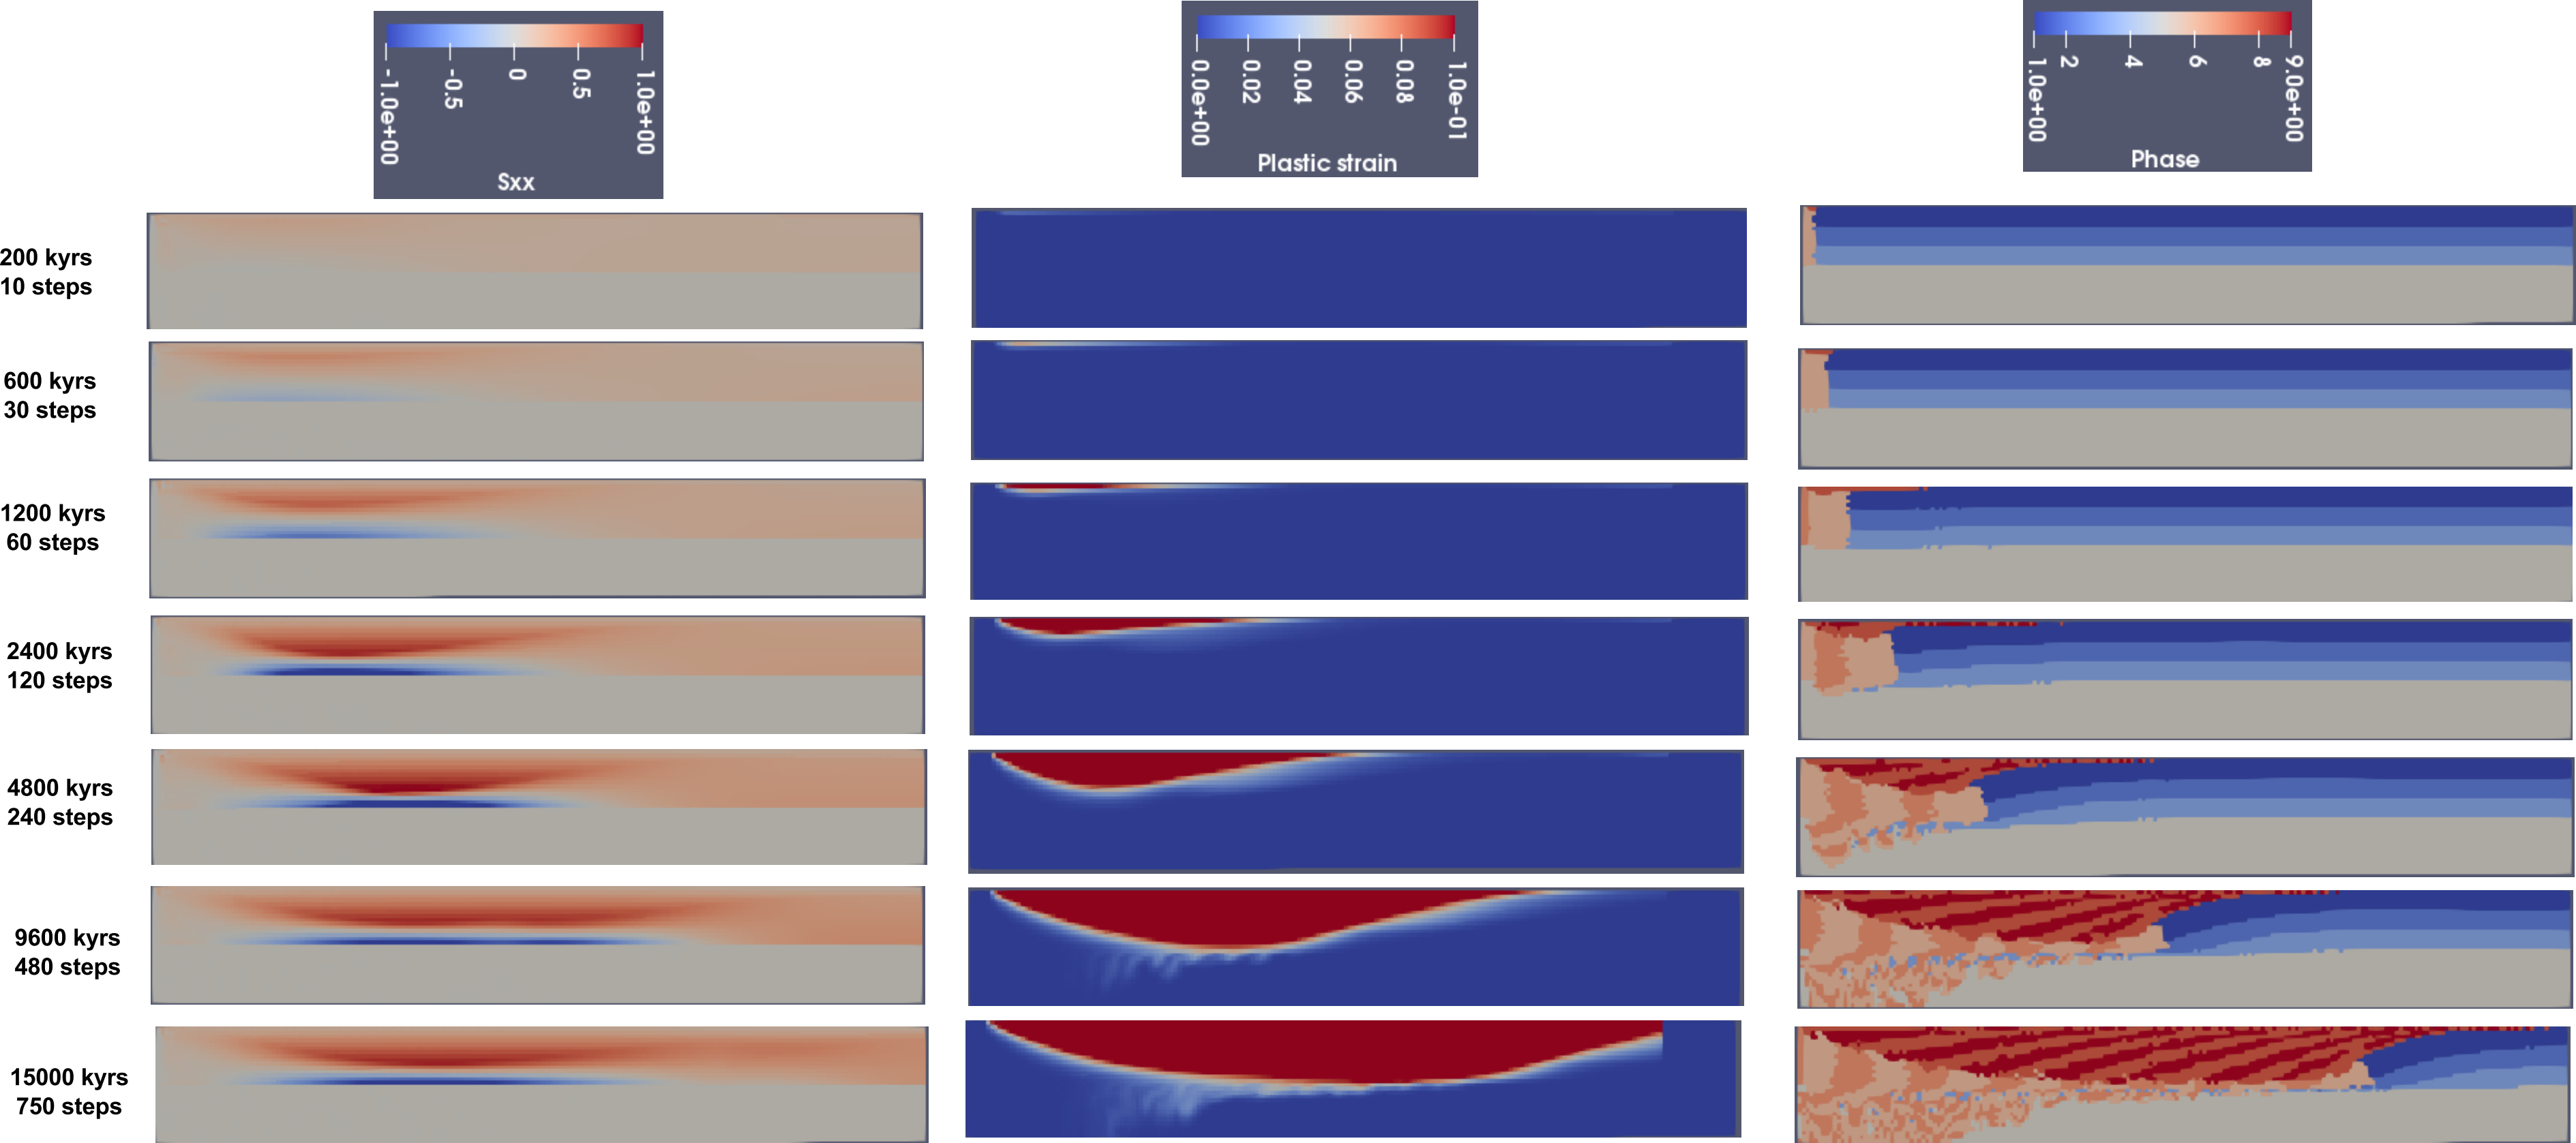 -1.0e+00
-0.5
0
0.5
1.0e+00
Sxx
0.0e+00
0.02
0.04
0.06
0.08
1.0e-01
Plastic strain
1.0e+00
2
4
6
8
9.0e+00
Phase
200 kyrs
10 steps
600 kyrs
30 steps
1200 kyrs
60 steps
2400 kyrs
120 steps
4800 kyrs
240 steps
9600 kyrs
480 steps
15000 kyrs
750 steps